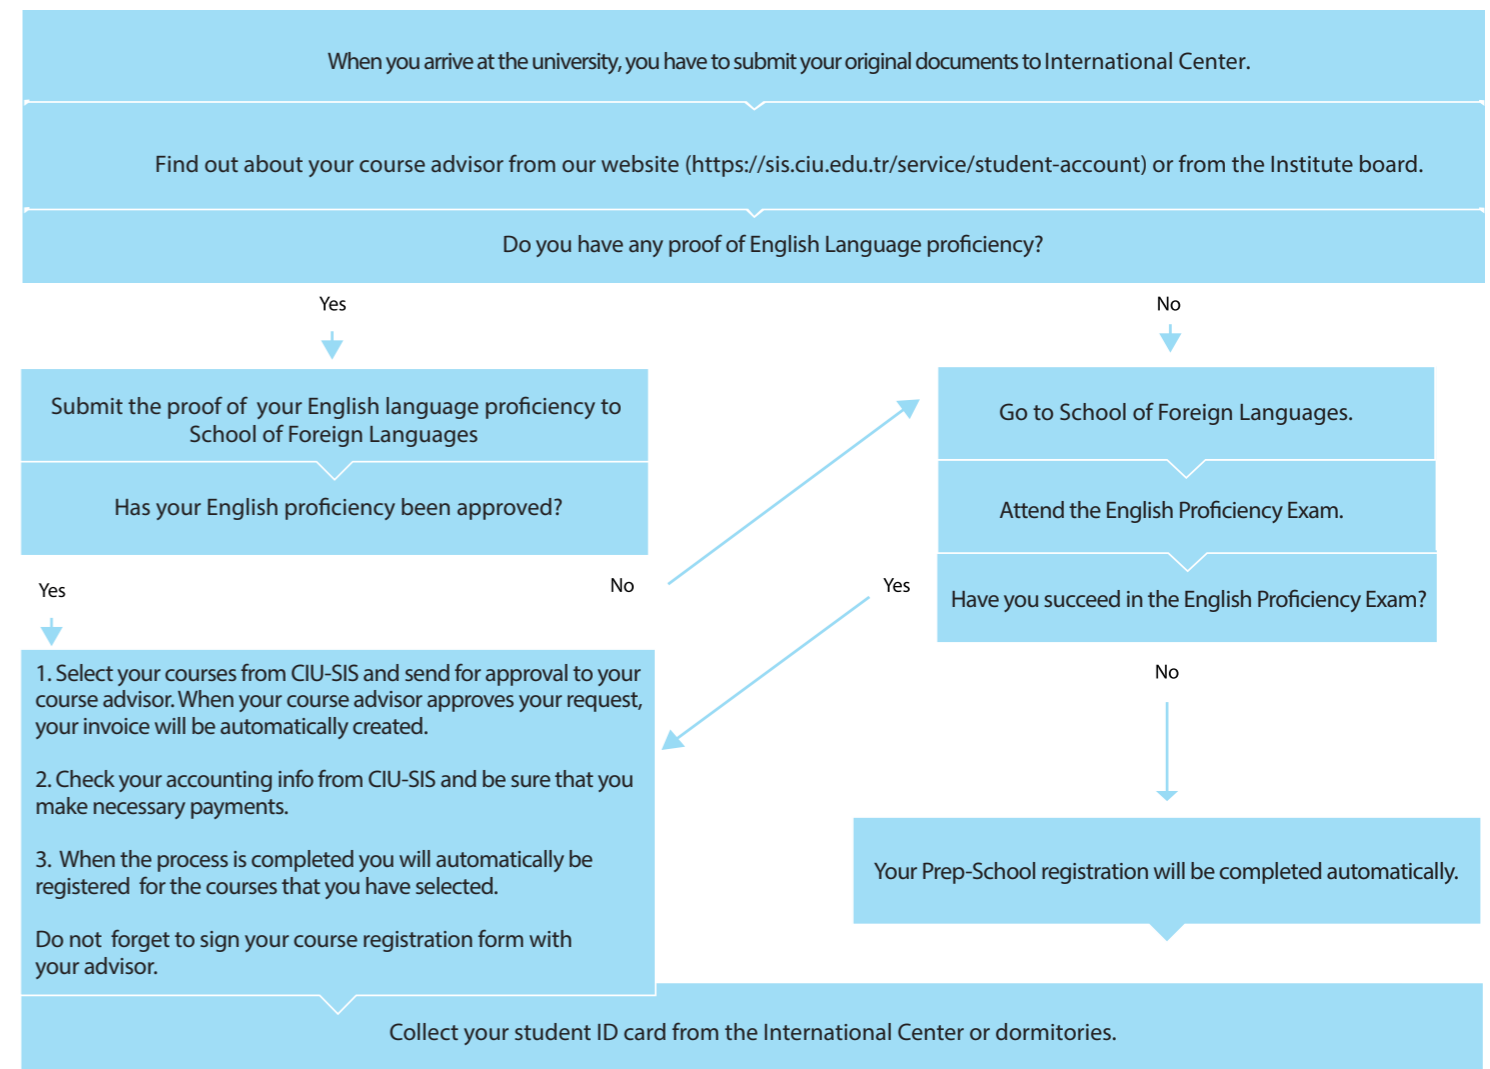 When you arrive at the university, you have to submit your original documents to International Center.
Find out about your course advisor from our website (https://sis.ciu.edu.tr/service/student-account) or from the Institute board.
Do you have any proof of English Language proficiency?
Yes
No
Submit the proof of your English language proficiency to
School of Foreign Languages
Has your English proficiency been approved?
Go to School of Foreign Languages.
Attend the English Proficiency Exam.
Have you succeed in the English Proficiency Exam?
Yes
No
Yes
No
1. Select your courses from CIU-SIS and send for approval to your
course advisor. When your course advisor approves your request,
your invoice will be automatically created.
2. Check your accounting info from CIU-SIS and be sure that you
make necessary payments.
3. When the process is completed you will automatically be
registered for the courses that you have selected.
Do not forget to sign your course registration form with
your advisor.
Your Prep-School registration will be completed automatically.
Collect your student ID card from the International Center or dormitories.